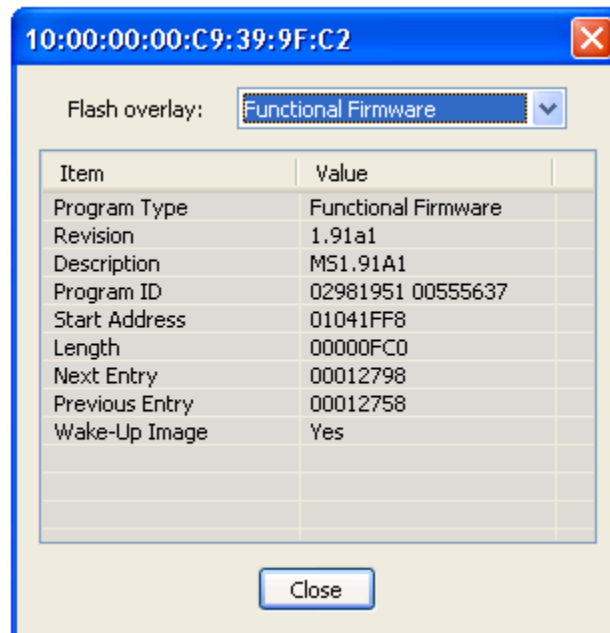 10:00:00:00:C9:39:9F:C2
Flash overlay: Functional Firmware
Item Value
Program Type Functional Firmware
Revision 1.91a1
Description MS1.91A1
Program ID 02981951 00555637
Start Address 01041FF8
Length 00000FC0
Next Entry 00012798
Previous Entry 00012758
Wake-Up Image Yes
Close